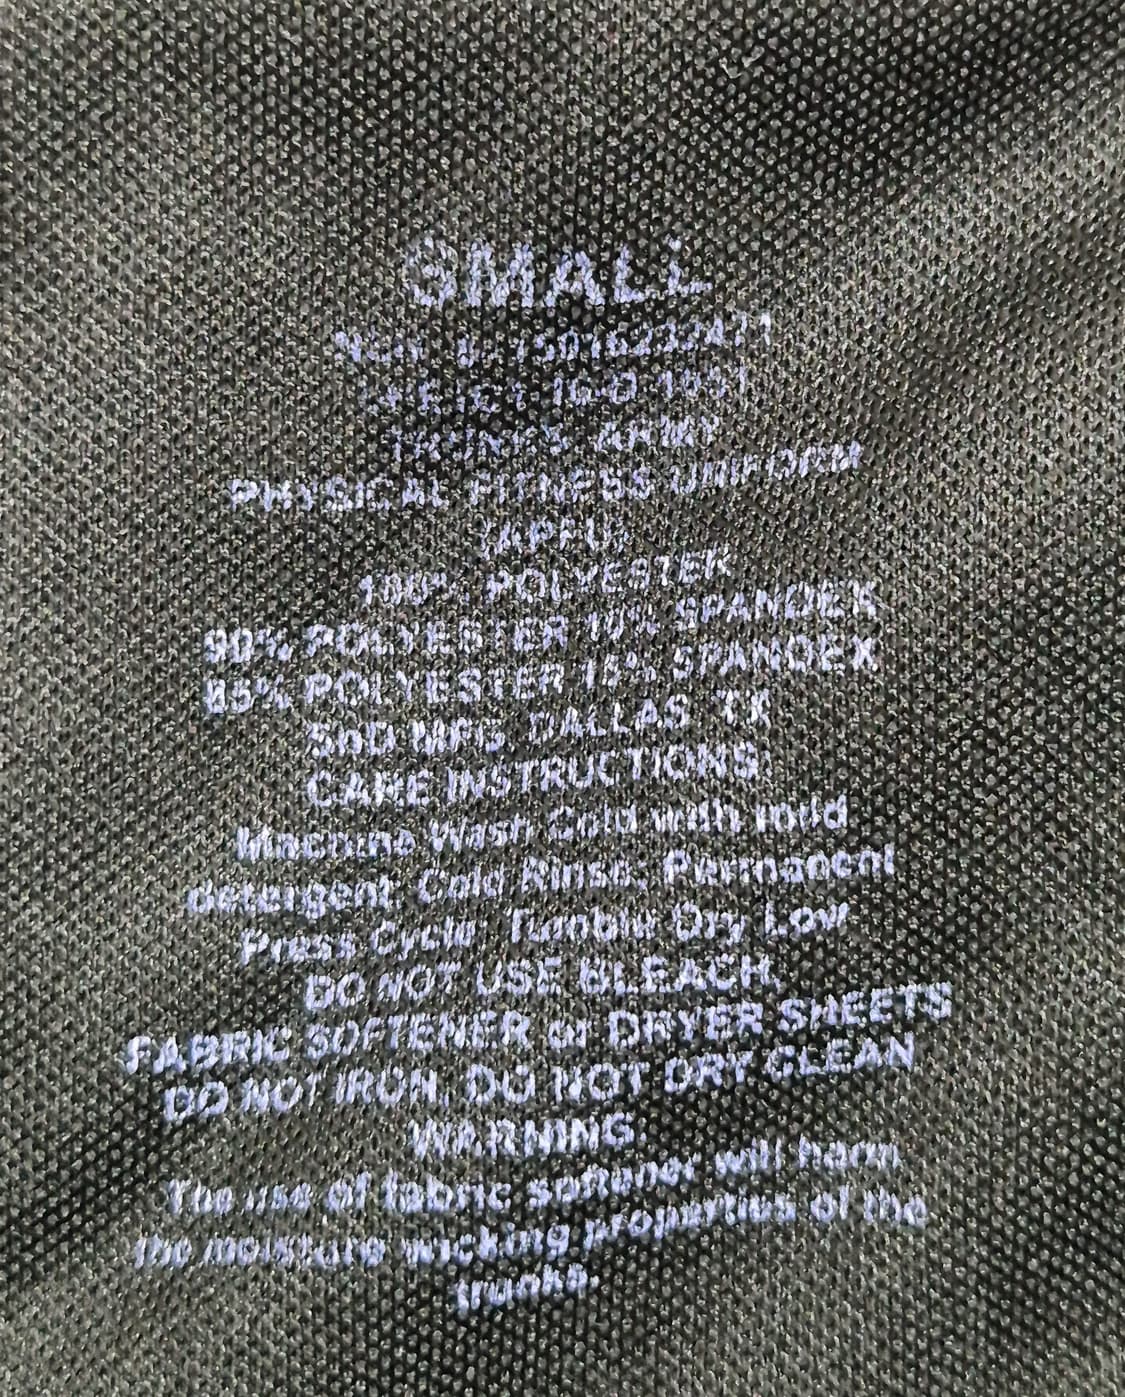 SMALL
PHYSICAL FITNESS UNIFORM
100% POLYESTER
90% POLYESTER 10% SPANDEX
85% POLYESTER 15% SPANDEX
DALLAS TX
CARE INSTRUCTIONS:
Machine Wash Cold with mild
detergent Cold Rinse, Permanent
Press Cycle Tumble Dry Low
DO NOT USE BLEACH,
FABRIC SOFTENER or DRYER SHEETS
DO NOT IRON. DO NOT DRY CLEAN
WARNING:
The use of fabric softener will harm
the moisture wicking properties of the
trunks.